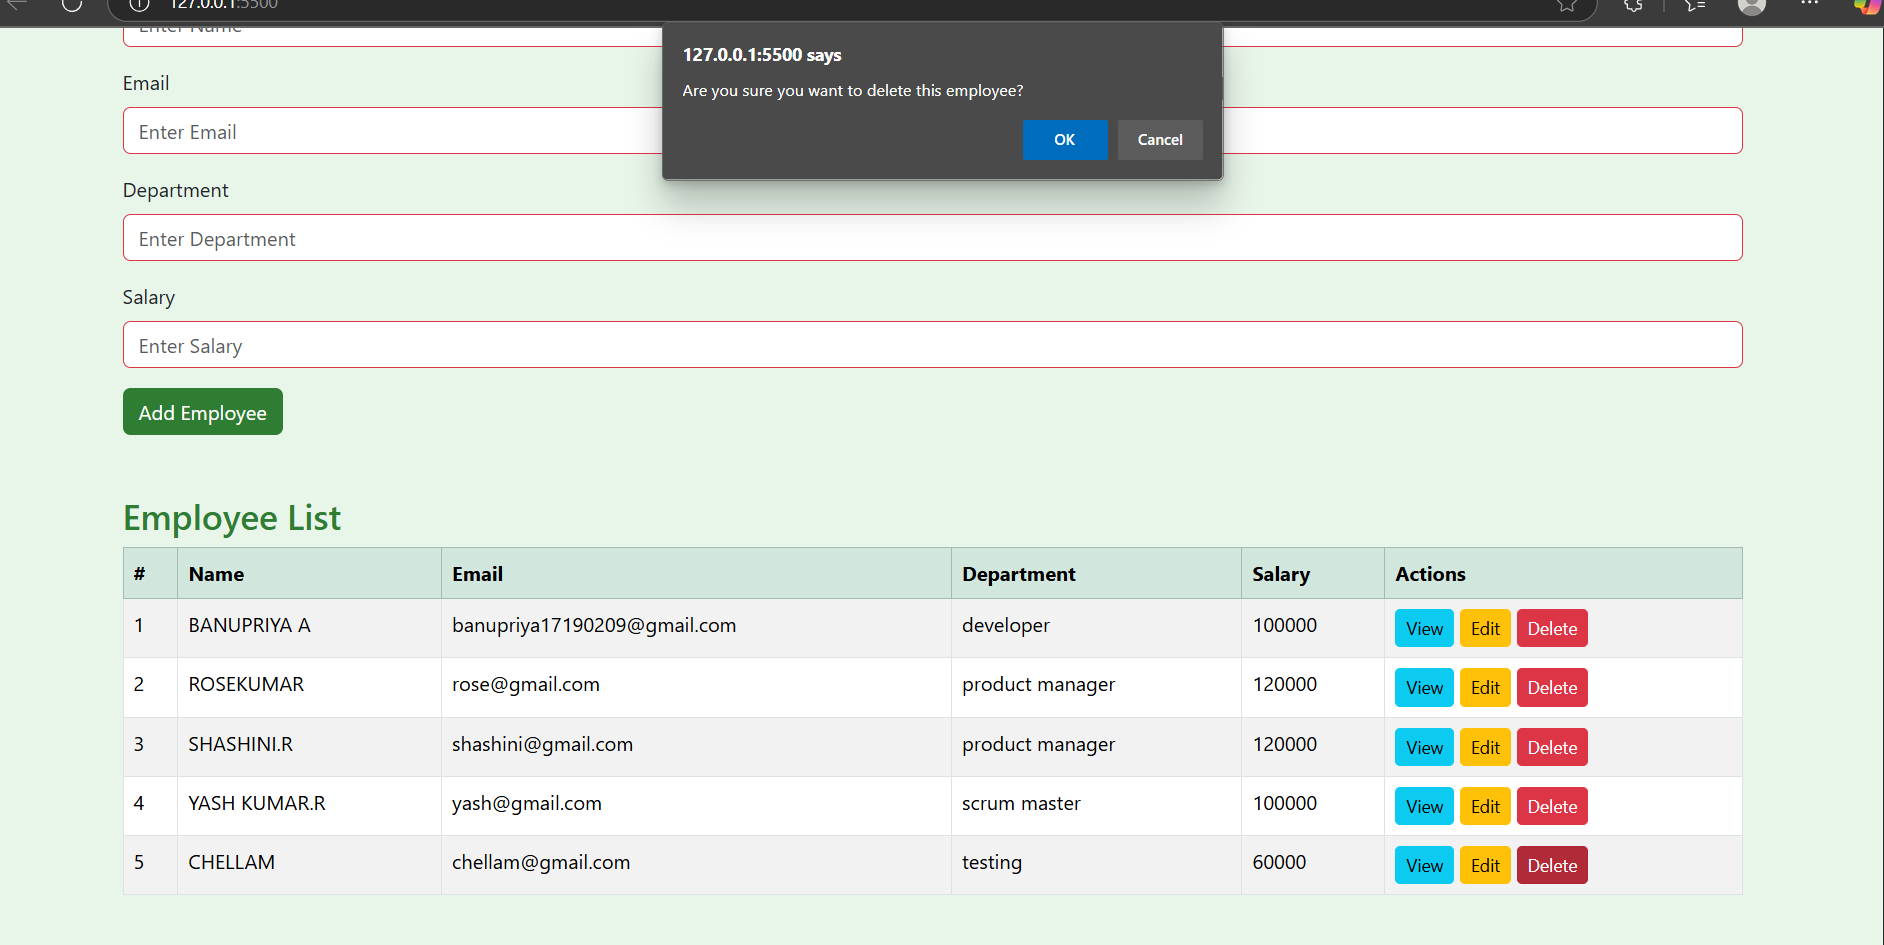 127.0.0.1:5500
Enter Name
127.0.0.1:5500 says
Are you sure you want to delete this employee?
OK Cancel
Email
Enter Email
Department
Enter Department
Salary
Enter Salary
Add Employee
Employee List
# Name Email Department Salary Actions
1 BANUPRIYA A banupriya17190209@gmail.com developer 100000 View Edit Delete
2 ROSEKUMAR rose@gmail.com product manager 120000 View Edit Delete
3 SHASHINI.R shashini@gmail.com product manager 120000 View Edit Delete
4 YASH KUMAR.R yash@gmail.com scrum master 100000 View Edit Delete
5 CHELLAM chellam@gmail.com testing 60000 View Edit Delete